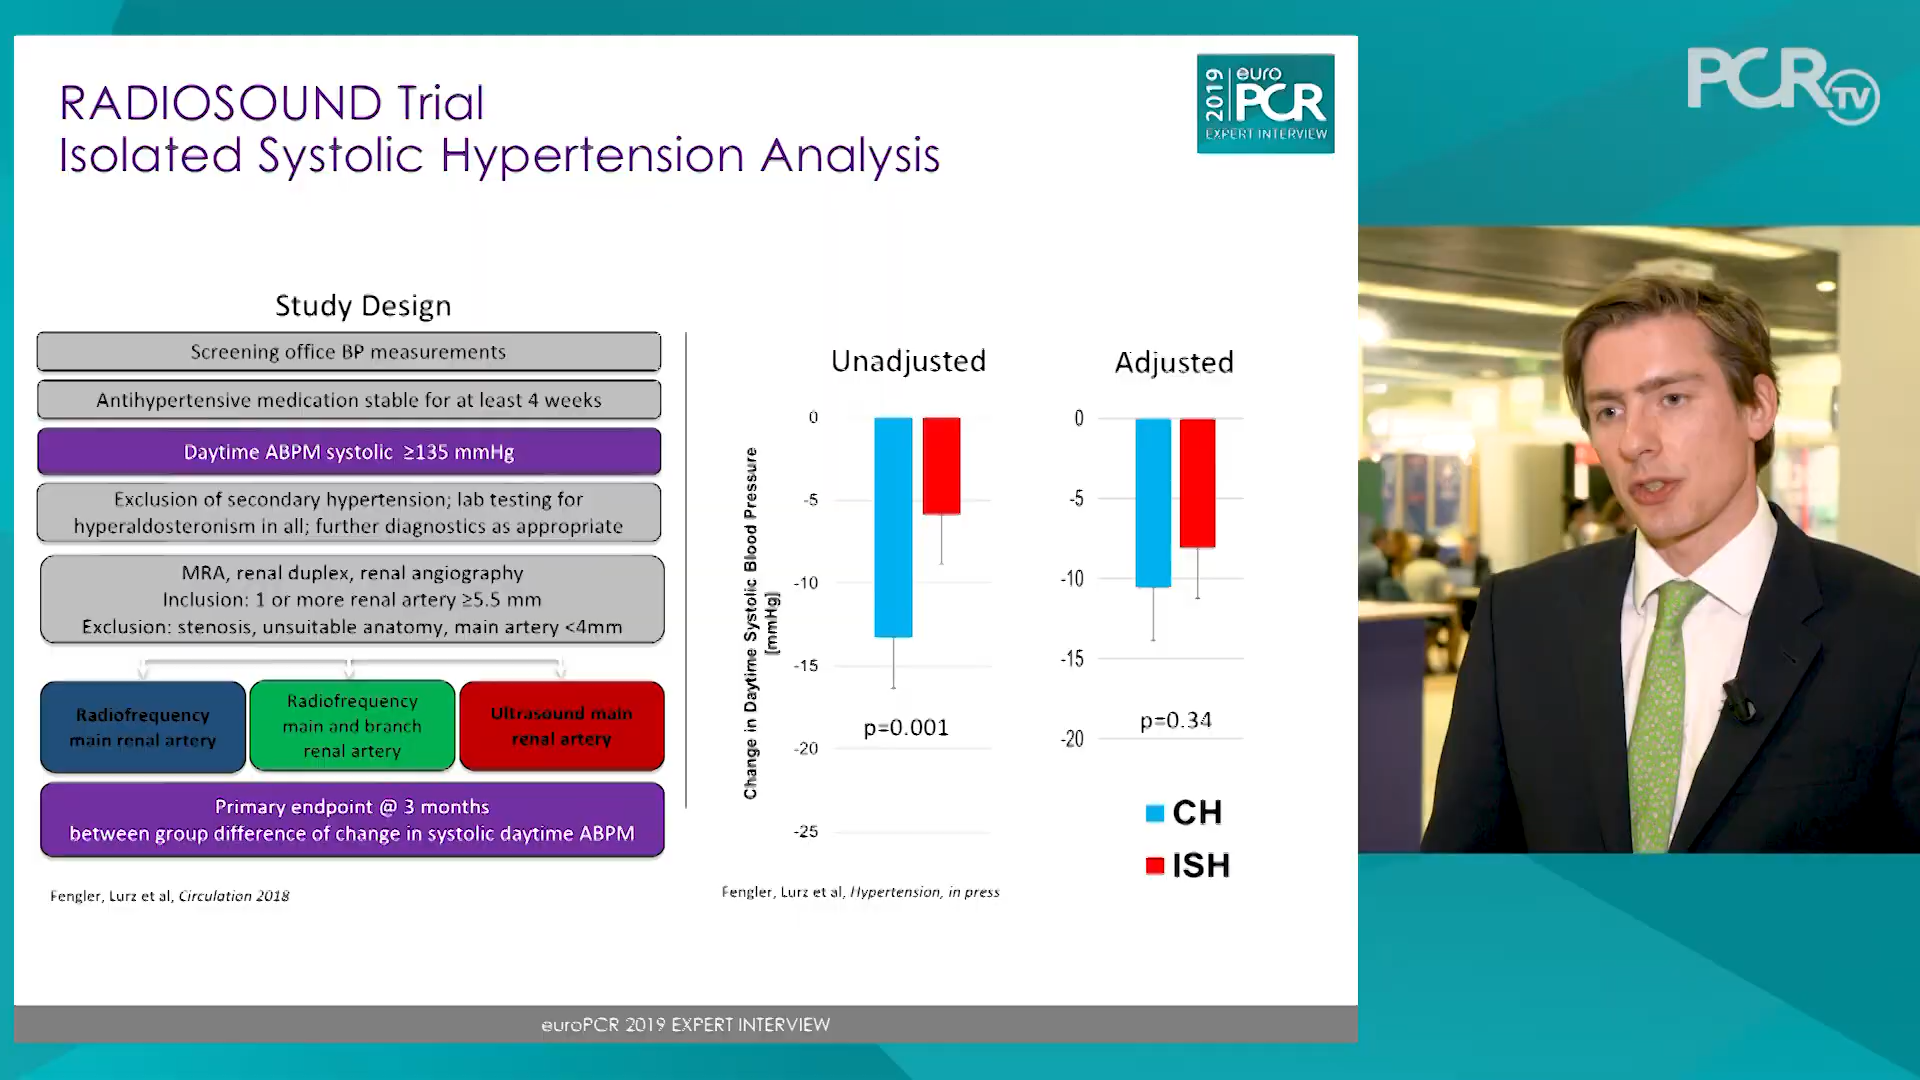 RADIOSOUND Trial
Isolated Systolic Hypertension Analysis
2019
euro
PCR
EXPERT INTERVIEW
PCR TV
Study Design
Screening office BP measurements
Antihypertensive medication stable for at least 4 weeks
Daytime ABPM systolic ≥135 mmHg
Exclusion of secondary hypertension; lab testing for
hyperaldosteronism in all; further diagnostics as appropriate
MRA, renal duplex, renal angiography
Inclusion: 1 or more renal artery ≥5.5 mm
Exclusion: stenosis, unsuitable anatomy, main artery <4mm
Radiofrequency
main renal artery
Radiofrequency
main and branch
renal artery
Ultrasound main
renal artery
Primary endpoint @ 3 months
between group difference of change in systolic daytime ABPM
Fengler, Lurz et al, Circulation 2018
Unadjusted
Change in Daytime Systolic Blood Pressure
[mmHg]
0
-5
-10
-15
-20
-25
p=0.001
Adjusted
0
-5
-10
-15
-20
p=0.34
CH
ISH
Fengler, Lurz et al, Hypertension, in press
euroPCR 2019 EXPERT INTERVIEW